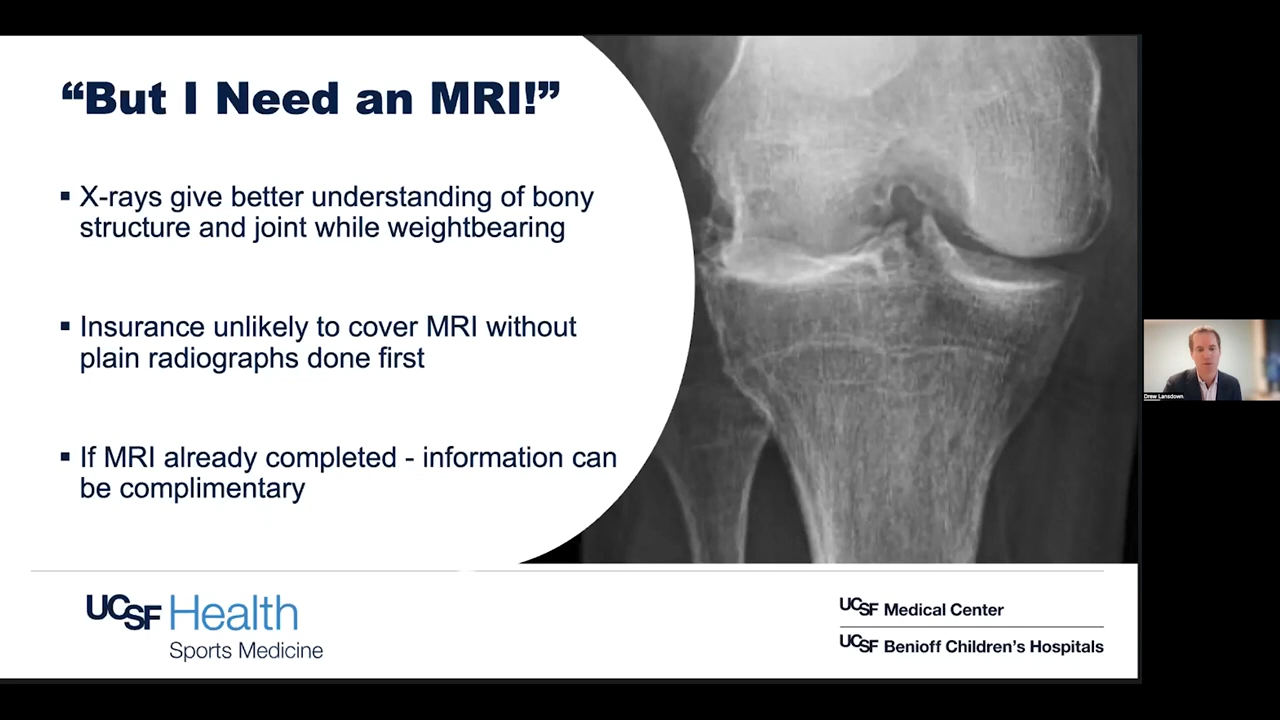 “But I Need an MRI!”
▪ X-rays give better understanding of bony
structure and joint while weightbearing
▪ Insurance unlikely to cover MRI without
plain radiographs done first
▪ If MRI already completed - information can
be complimentary
UCSF Health
Sports Medicine
UCSF Medical Center
UCSF Benioff Children’s Hospitals
Drew Lansdown